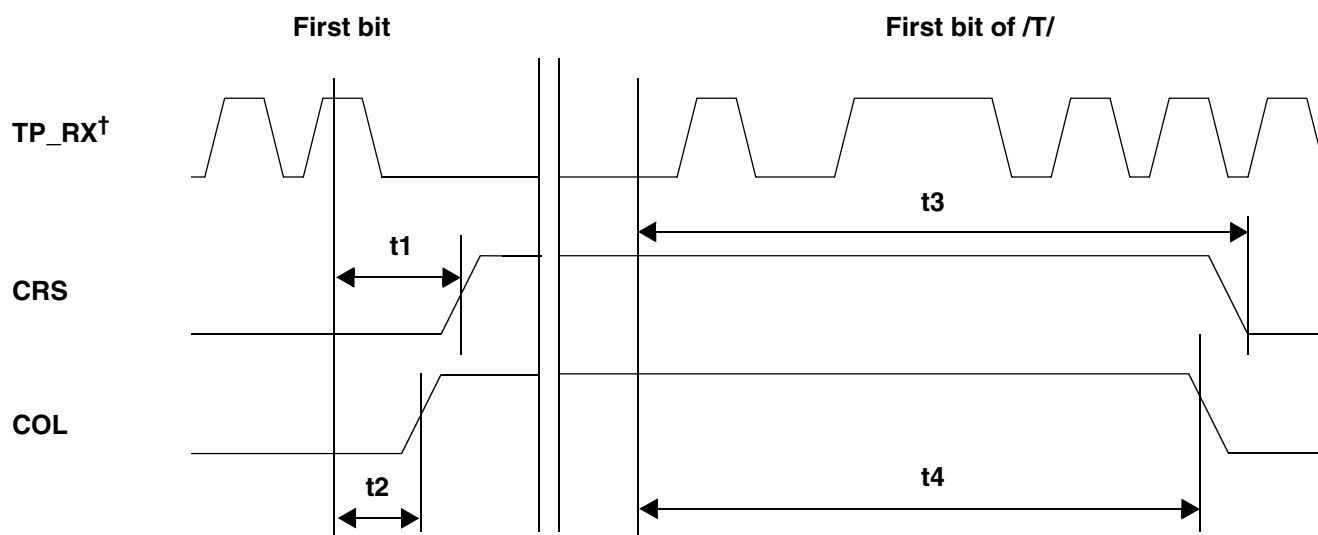 First bit
First bit of /T/
TP_RX†
t3
t1
CRS
COL
t2
t4